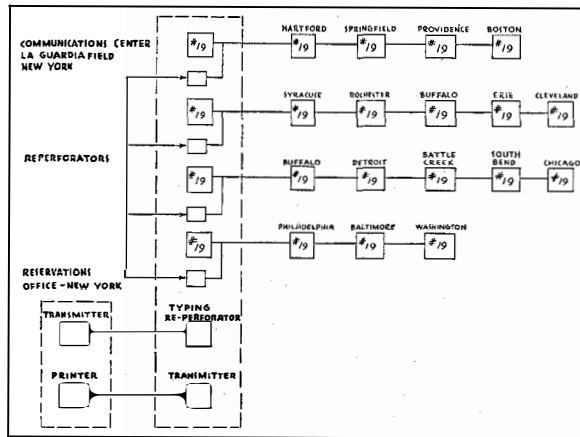 COMMUNICATIONS CENTER
LA GUARDIA FIELD
NEW YORK
#19
HARTFORD SPRINGFIELD PROVIDENCE BOSTON
#19 #19 #19 #19
SYRACUSE ROCHESTER BUFFALO ERIE CLEVELAND
#19 #19 #19 #19 #19 #19
REPERFORATORS
BUFFALO DETROIT BATTLE CREEK SOUTH BEND CHICAGO
#19 #19 #19 #19 #19 #19
PHILADELPHIA BALTIMORE WASHINGTON
#19 #19 #19 #19
RESERVATIONS
OFFICE - NEW YORK
TRANSMITTER
TYPING
RE-PERFORATOR
PRINTER
TRANSMITTER